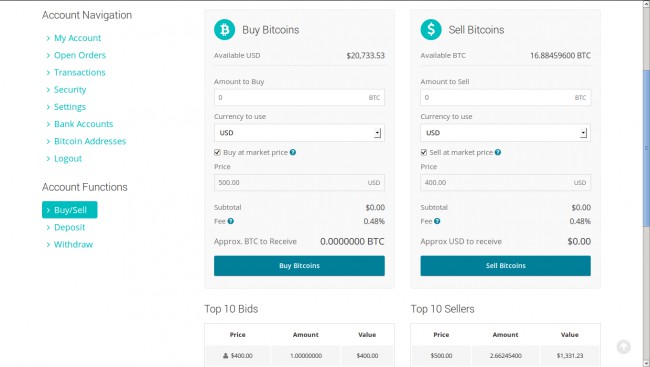 Account Navigation
My Account
Open Orders
Transactions
Security
Settings
Bank Accounts
Bitcoin Addresses
Logout
Account Functions
Buy/Sell
Deposit
Withdraw
Buy Bitcoins
Available USD $20,733.53
Amount to Buy
0 BTC
Currency to use
USD
Buy at market price ?
Price
500.00 USD
Subtotal $0.00
Fee ? 0.48%
Approx. BTC to Receive 0.0000000 BTC
Buy Bitcoins
Sell Bitcoins
Available BTC 16.88459600 BTC
Amount to Sell
0 BTC
Currency to use
USD
Sell at market price ?
Price
400.00 USD
Subtotal $0.00
Fee ? 0.48%
Approx USD to receive $0.00
Sell Bitcoins
Top 10 Bids
Price Amount Value
$400.00 1.00000000 $400.00
Top 10 Sellers
Price Amount Value
$500.00 2.66245400 $1,331.23